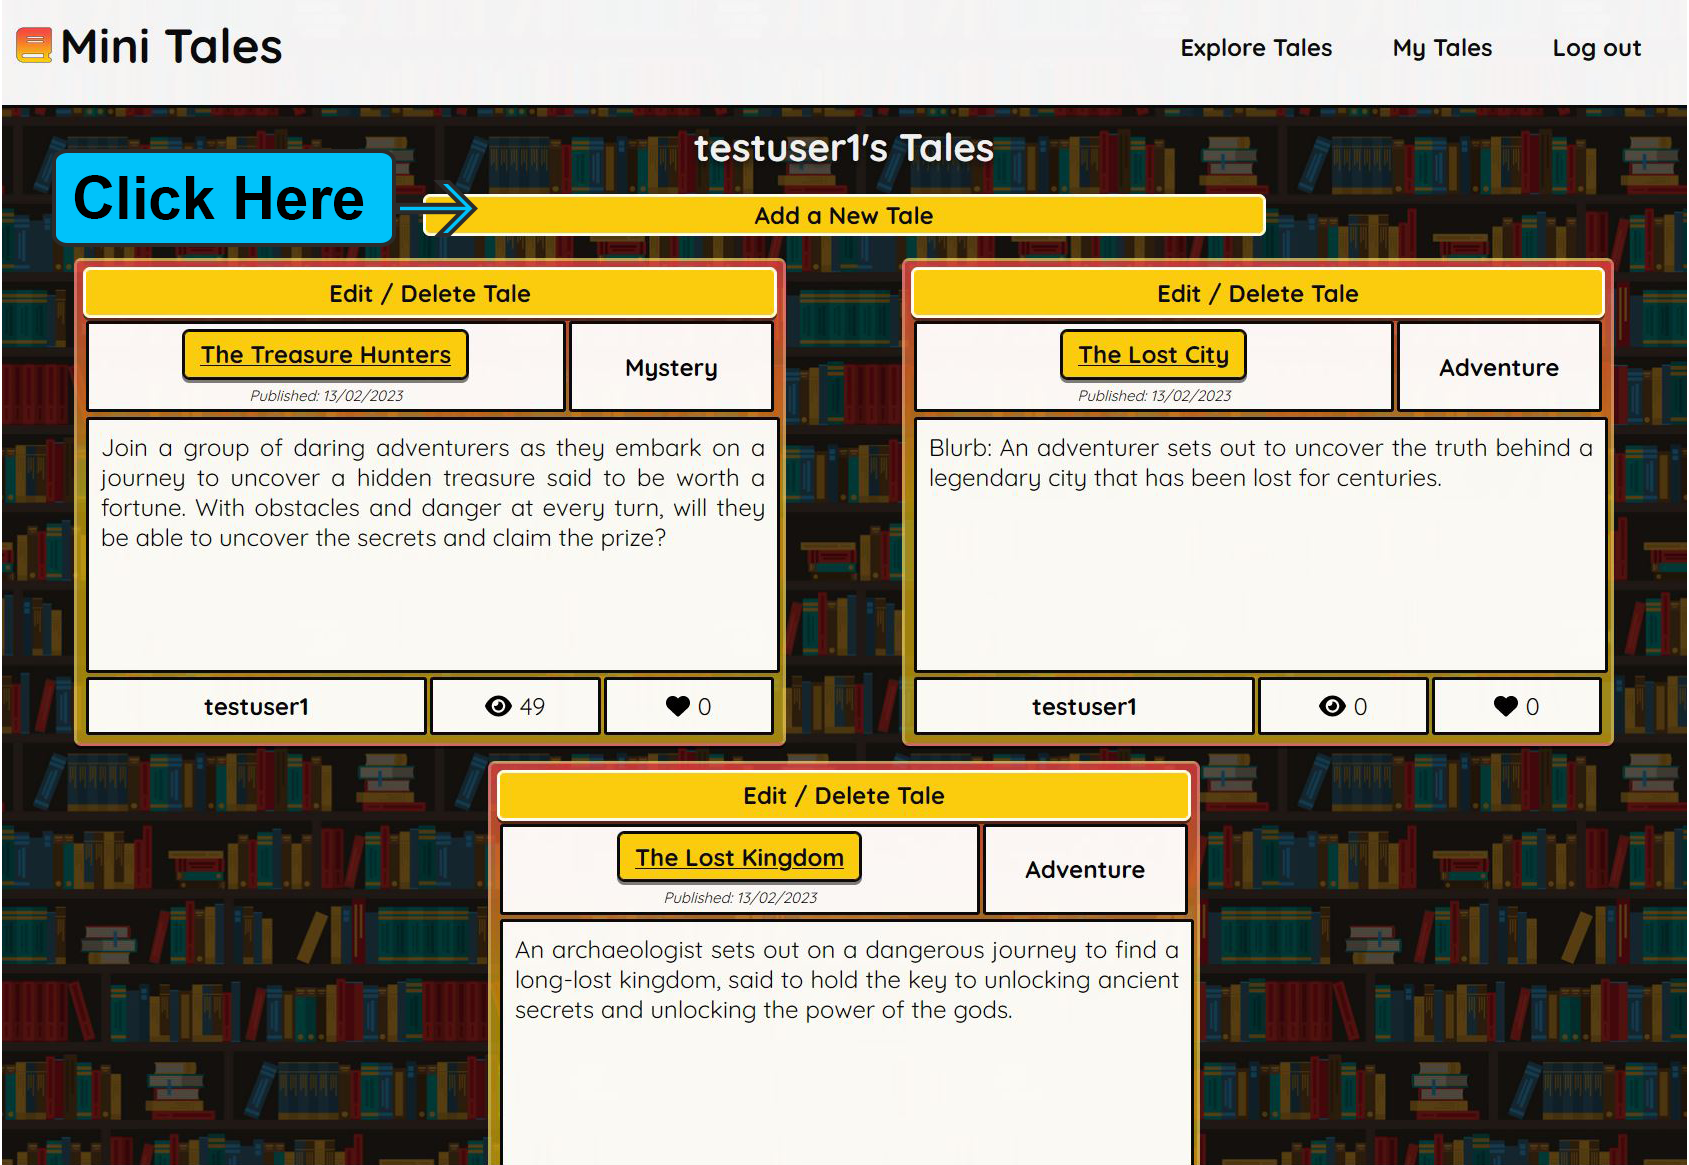 Mini Tales
Explore Tales
My Tales
Log out
testuser1's Tales
Click Here
Add a New Tale
Edit / Delete Tale
The Treasure Hunters
Published: 13/02/2023
Mystery
Join a group of daring adventurers as they embark on a
journey to uncover a hidden treasure said to be worth a
fortune. With obstacles and danger at every turn, will they
be able to uncover the secrets and claim the prize?
testuser1
49
0
Edit / Delete Tale
The Lost City
Published: 13/02/2023
Adventure
Blurb: An adventurer sets out to uncover the truth behind a
legendary city that has been lost for centuries.
testuser1
0
0
Edit / Delete Tale
The Lost Kingdom
Published: 13/02/2023
Adventure
An archaeologist sets out on a dangerous journey to find a
long-lost kingdom, said to hold the key to unlocking ancient
secrets and unlocking the power of the gods.